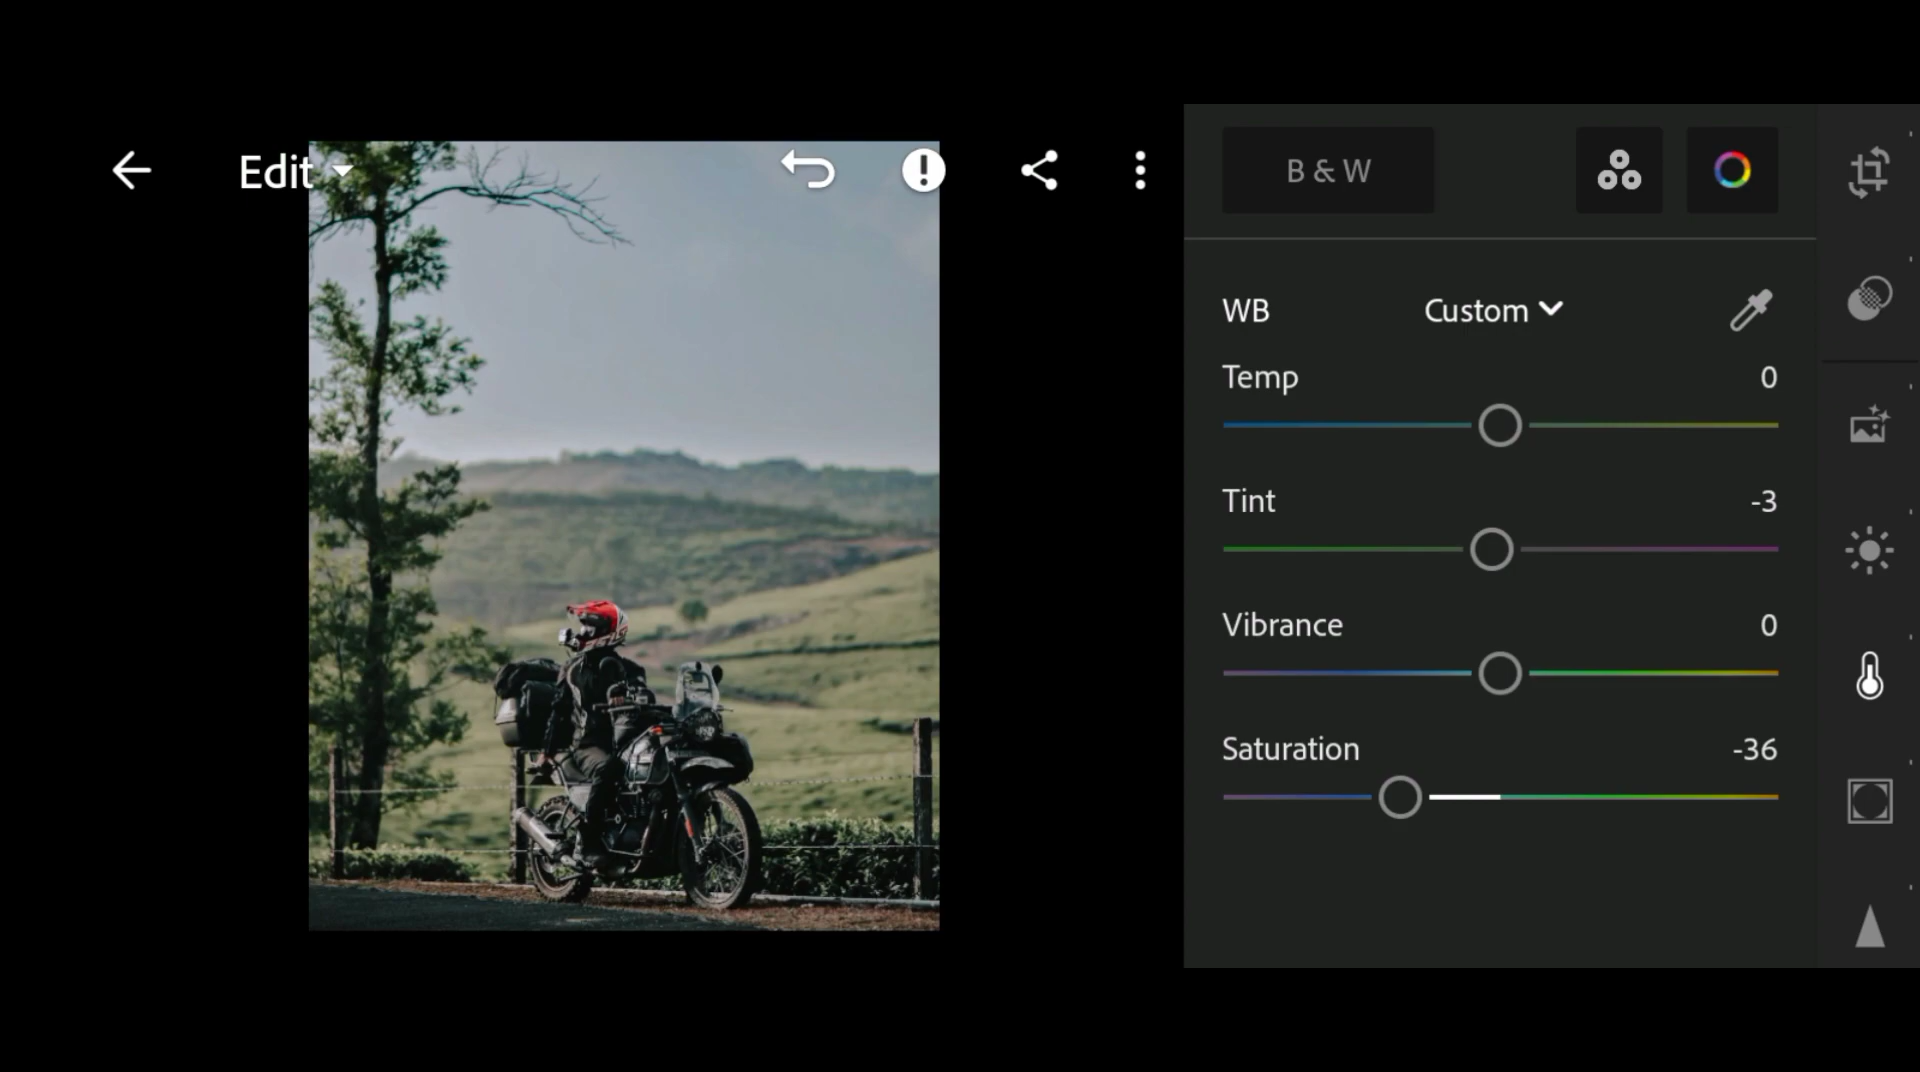 Edit
B & W
WB Custom
Temp 0
Tint -3
Vibrance 0
Saturation -36